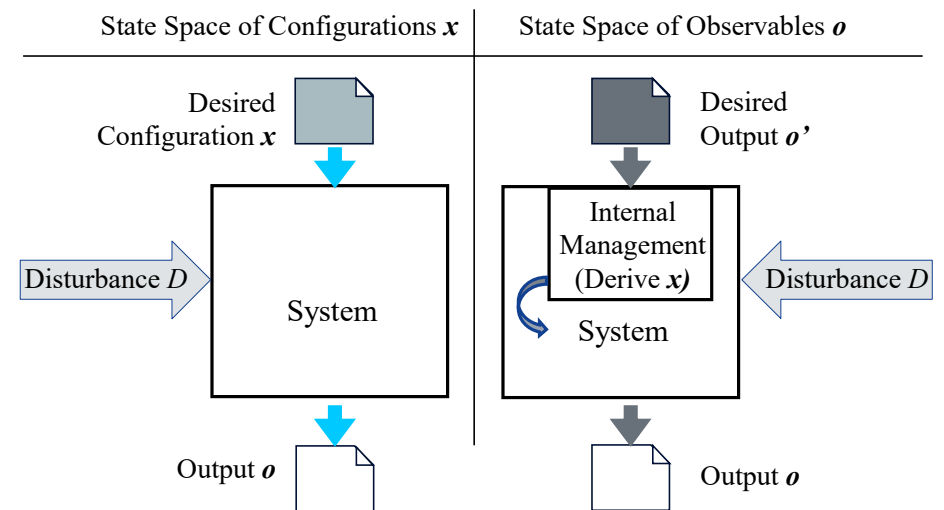 State Space of Configurations x
State Space of Observables o
Desired
Configuration x
Disturbance D
System
Output o
Desired
Output o’
Internal
Management
(Derive x)
System
Disturbance D
Output o